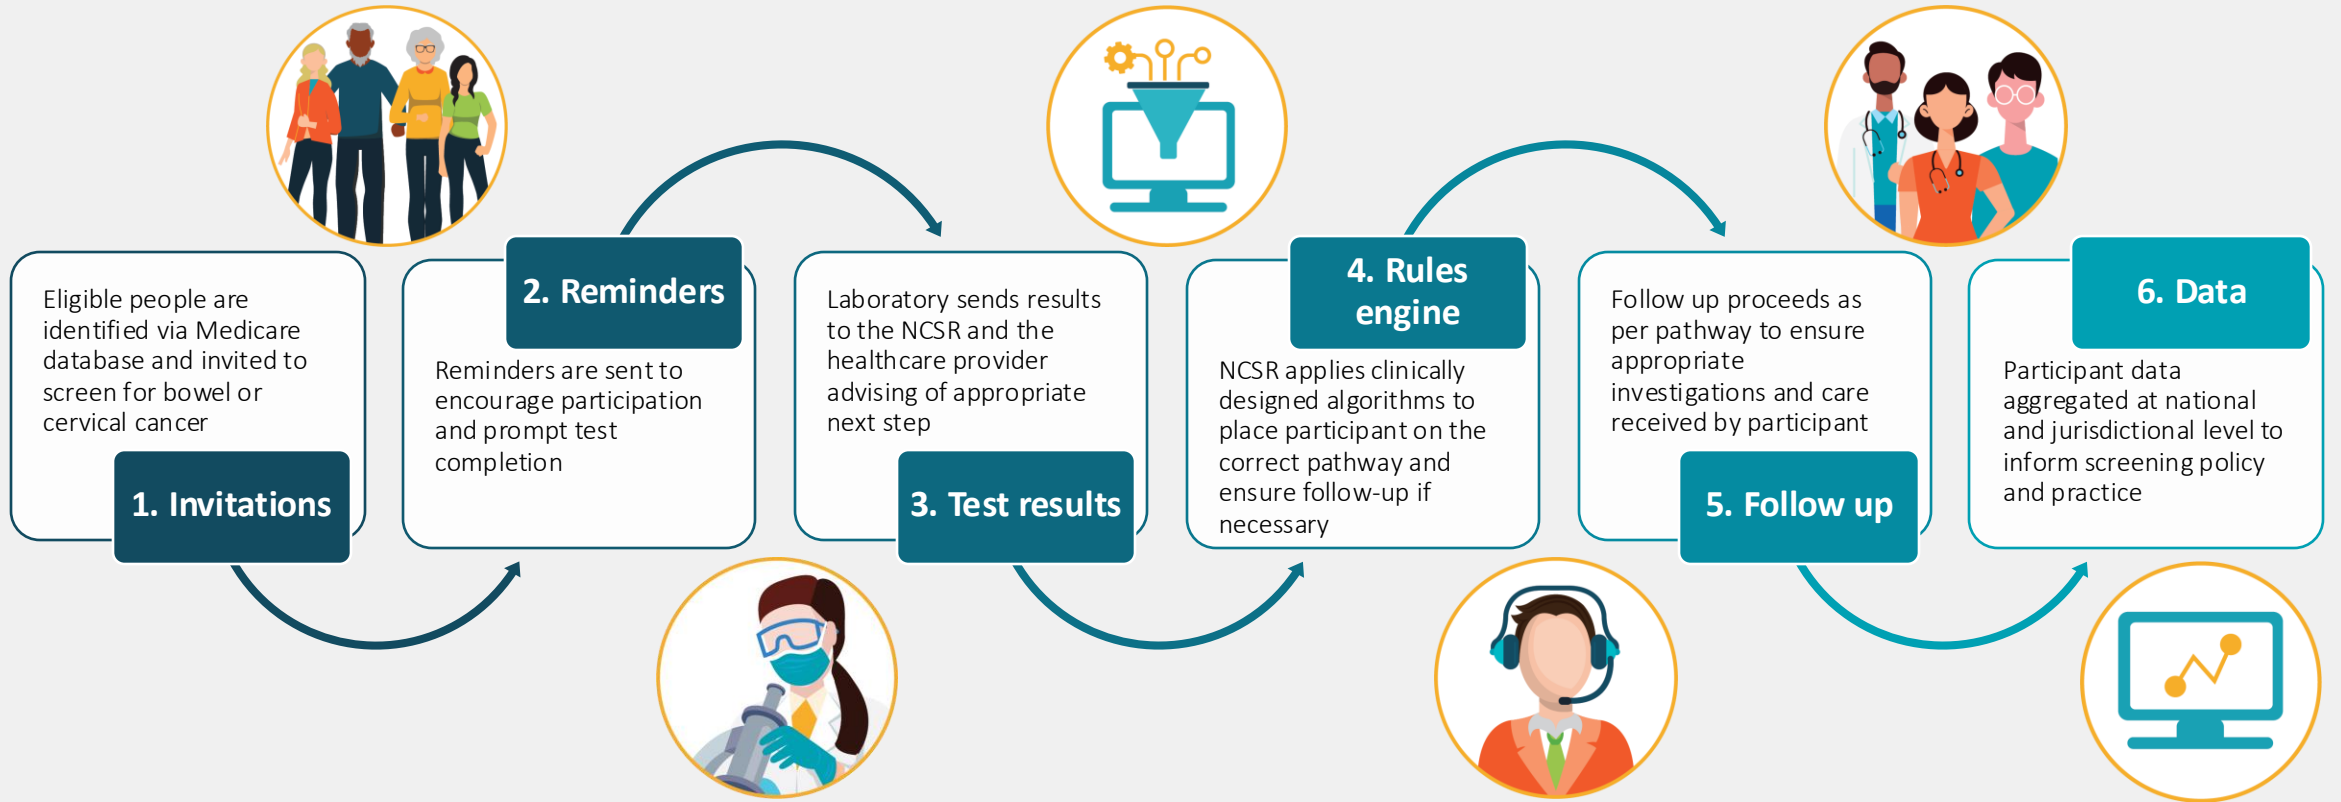 Eligible people are
identified via Medicare
database and invited to
screen for bowel or
cervical cancer
1. Invitations
2. Reminders
Reminders are sent to
encourage participation
and prompt test
completion
Laboratory sends results
to the NCSR and the
healthcare provider
advising of appropriate
next step
3. Test results
4. Rules
engine
NCSR applies clinically
designed algorithms to
place participant on the
correct pathway and
ensure follow-up if
necessary
Follow up proceeds as
per pathway to ensure
appropriate
investigations and care
received by participant
5. Follow up
6. Data
Participant data
aggregated at national
and jurisdictional level to
inform screening policy
and practice